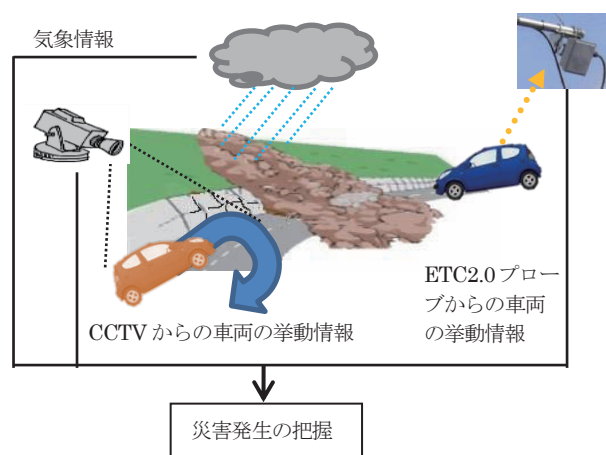 気象情報
ETC2.0 プロー
ブからの車両
の挙動情報
CCTV からの車両の挙動情報
災害発生の把握